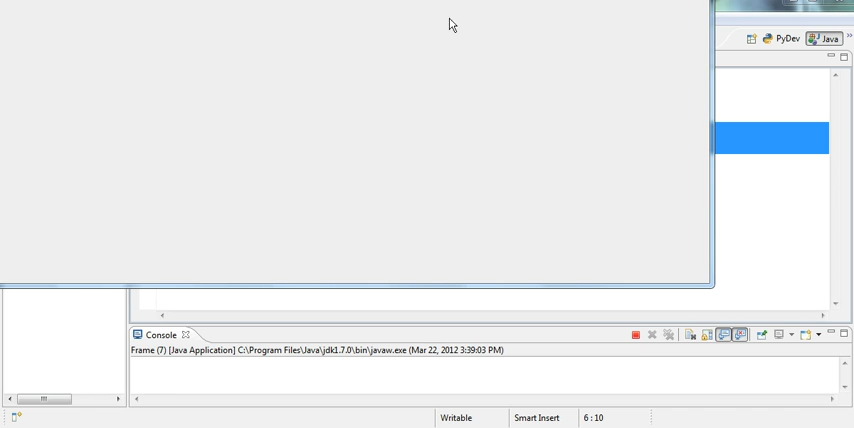 PyDev Java »
Console
Frame (7) [Java Application] C:\Program Files\Java\jdk1.7.0\bin\javaw.exe (Mar 22, 2012 3:39:03 PM)
Writable Smart Insert 6 : 10